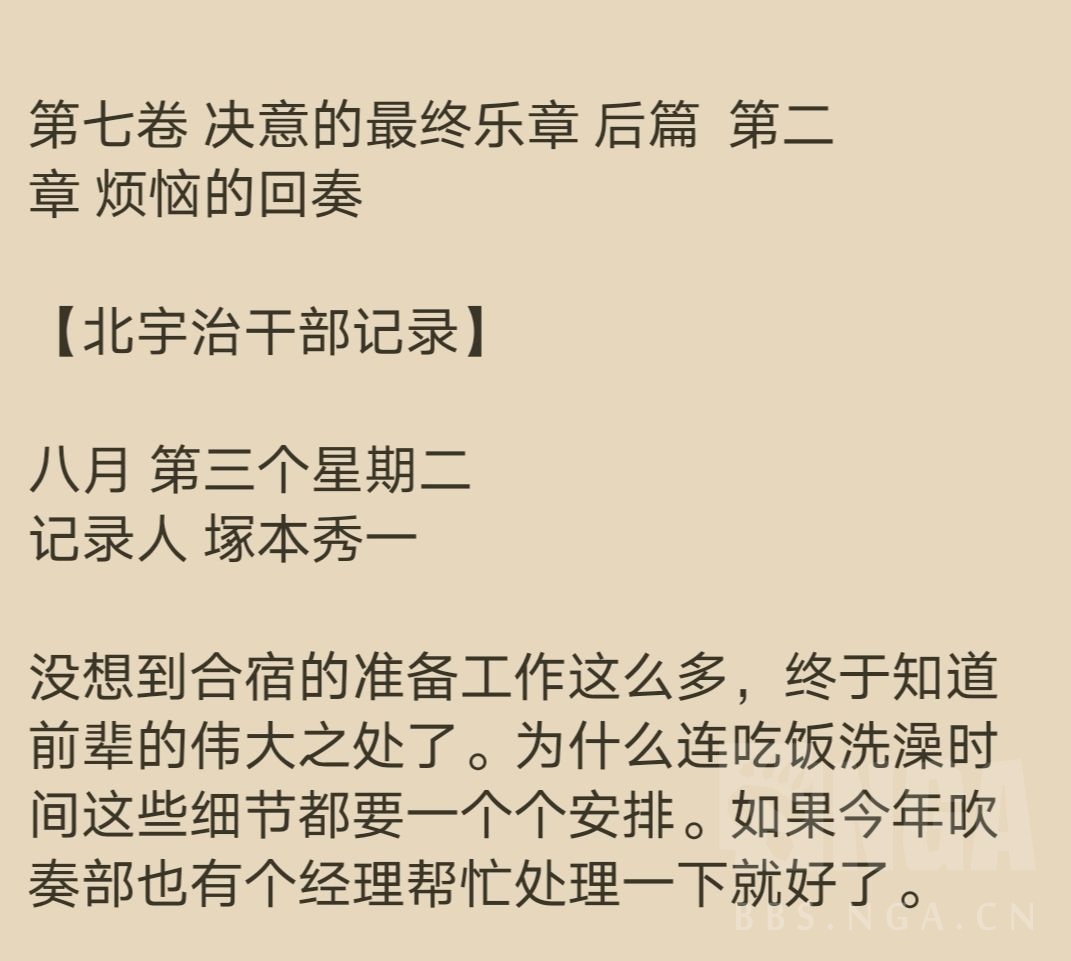 第七卷 决意的最终乐章 后篇 第二
章 烦恼的回奏
【北宇治干部记录】
八月 第三个星期二
记录人 塚本秀一
没想到合宿的准备工作这么多，终于知道
前辈的伟大之处了。为什么连吃饭洗澡时
间这些细节都要一个个安排。如果今年吹
奏部也有个经理帮忙处理一下就好了。
NGA
BBS.NGA.CN